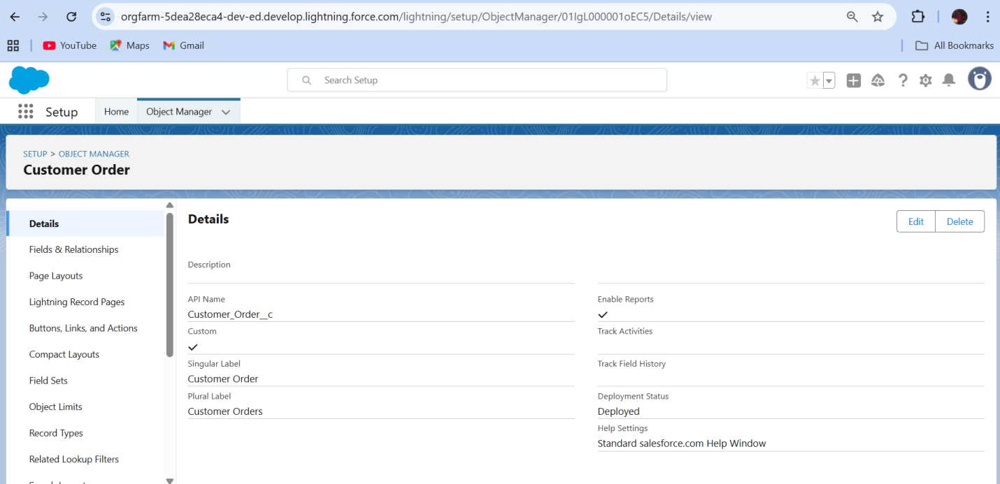 orgfarm-5dea28eca4-dev-ed.develop.lightning.force.com/lightning/setup/ObjectManager/01IgL000001oEC5/Details/view
YouTube Maps Gmail All Bookmarks
Search Setup
Setup Home Object Manager
SETUP > OBJECT MANAGER
Customer Order
Details
Fields & Relationships
Page Layouts
Lightning Record Pages
Buttons, Links, and Actions
Compact Layouts
Field Sets
Object Limits
Record Types
Related Lookup Filters
Details
Edit Delete
Description
API Name
Customer_Order__c
Custom
Singular Label
Customer Order
Plural Label
Customer Orders
Enable Reports
Track Activities
Track Field History
Deployment Status
Deployed
Help Settings
Standard salesforce.com Help Window